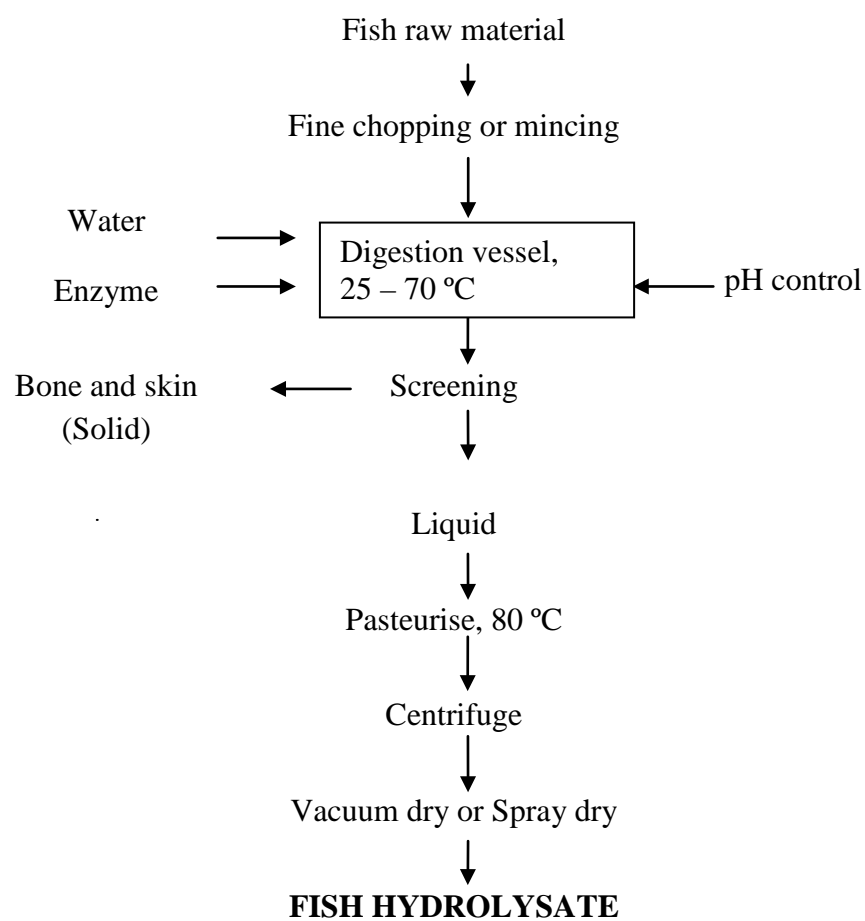 Fish raw material
Fine chopping or mincing
Water
Enzyme
Digestion vessel,
25 – 70 ºC
pH control
Bone and skin
(Solid)
Screening
Liquid
Pasteurise, 80 ºC
Centrifuge
Vacuum dry or Spray dry
FISH HYDROLYSATE